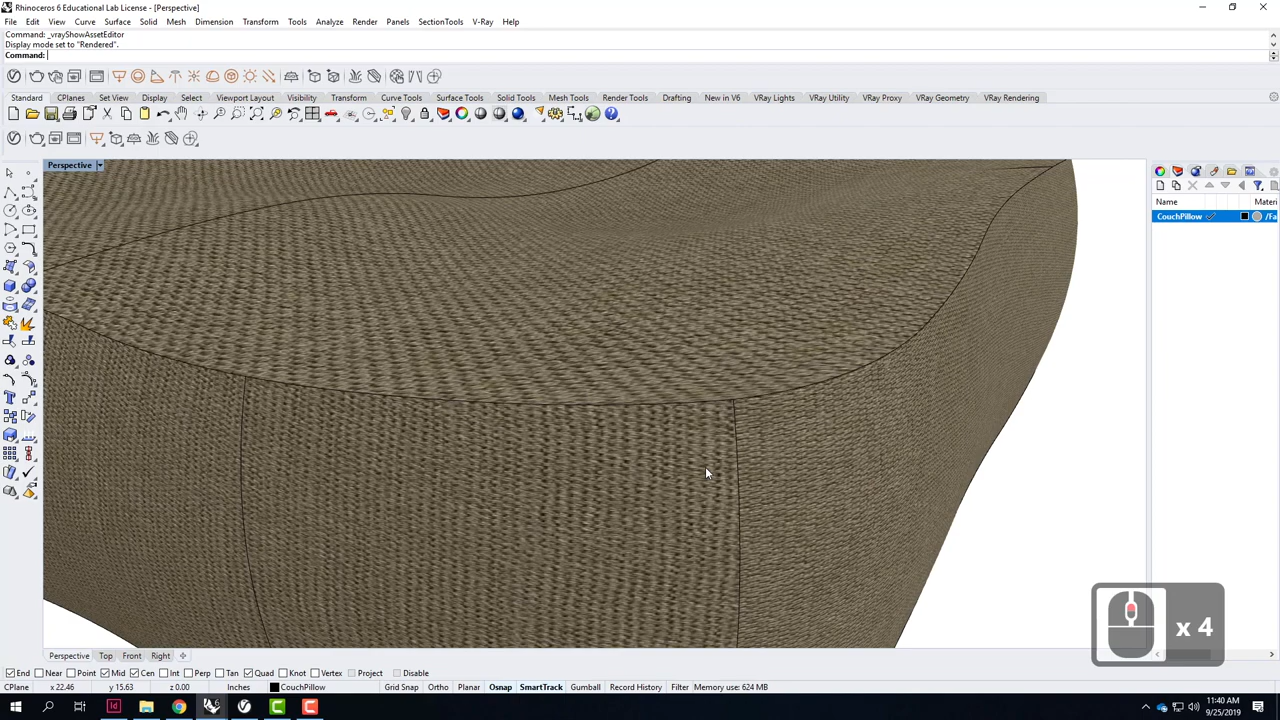 Rhinoceros 6 Educational Lab License - [Perspective]
File Edit View Curve Surface Solid Mesh Dimension Transform Tools Analyze Render Panels SectionTools V-Ray Help
Command: _vrayShowAssetEditor
Display mode set to "Rendered".
Command:
Standard CPlanes Set View Display Select Viewport Layout Visibility Transform Curve Tools Surface Tools Solid Tools Mesh Tools Render Tools Drafting New in V6 VRay Lights VRay Utility VRay Proxy VRay Geometry VRay Rendering
Perspective
Name Materi
CouchPillow /Fa
x 4
Perspective Top Front Right
End Near Point Mid Cen Int Perp Tan Quad Knot Vertex Project Disable
CPlane x 22.46 y 15.63 z 0.00 Inches CouchPillow Grid Snap Ortho Planar Osnap SmartTrack Gumball Record History Filter Memory use: 624 MB
11:40 AM
9/25/2019